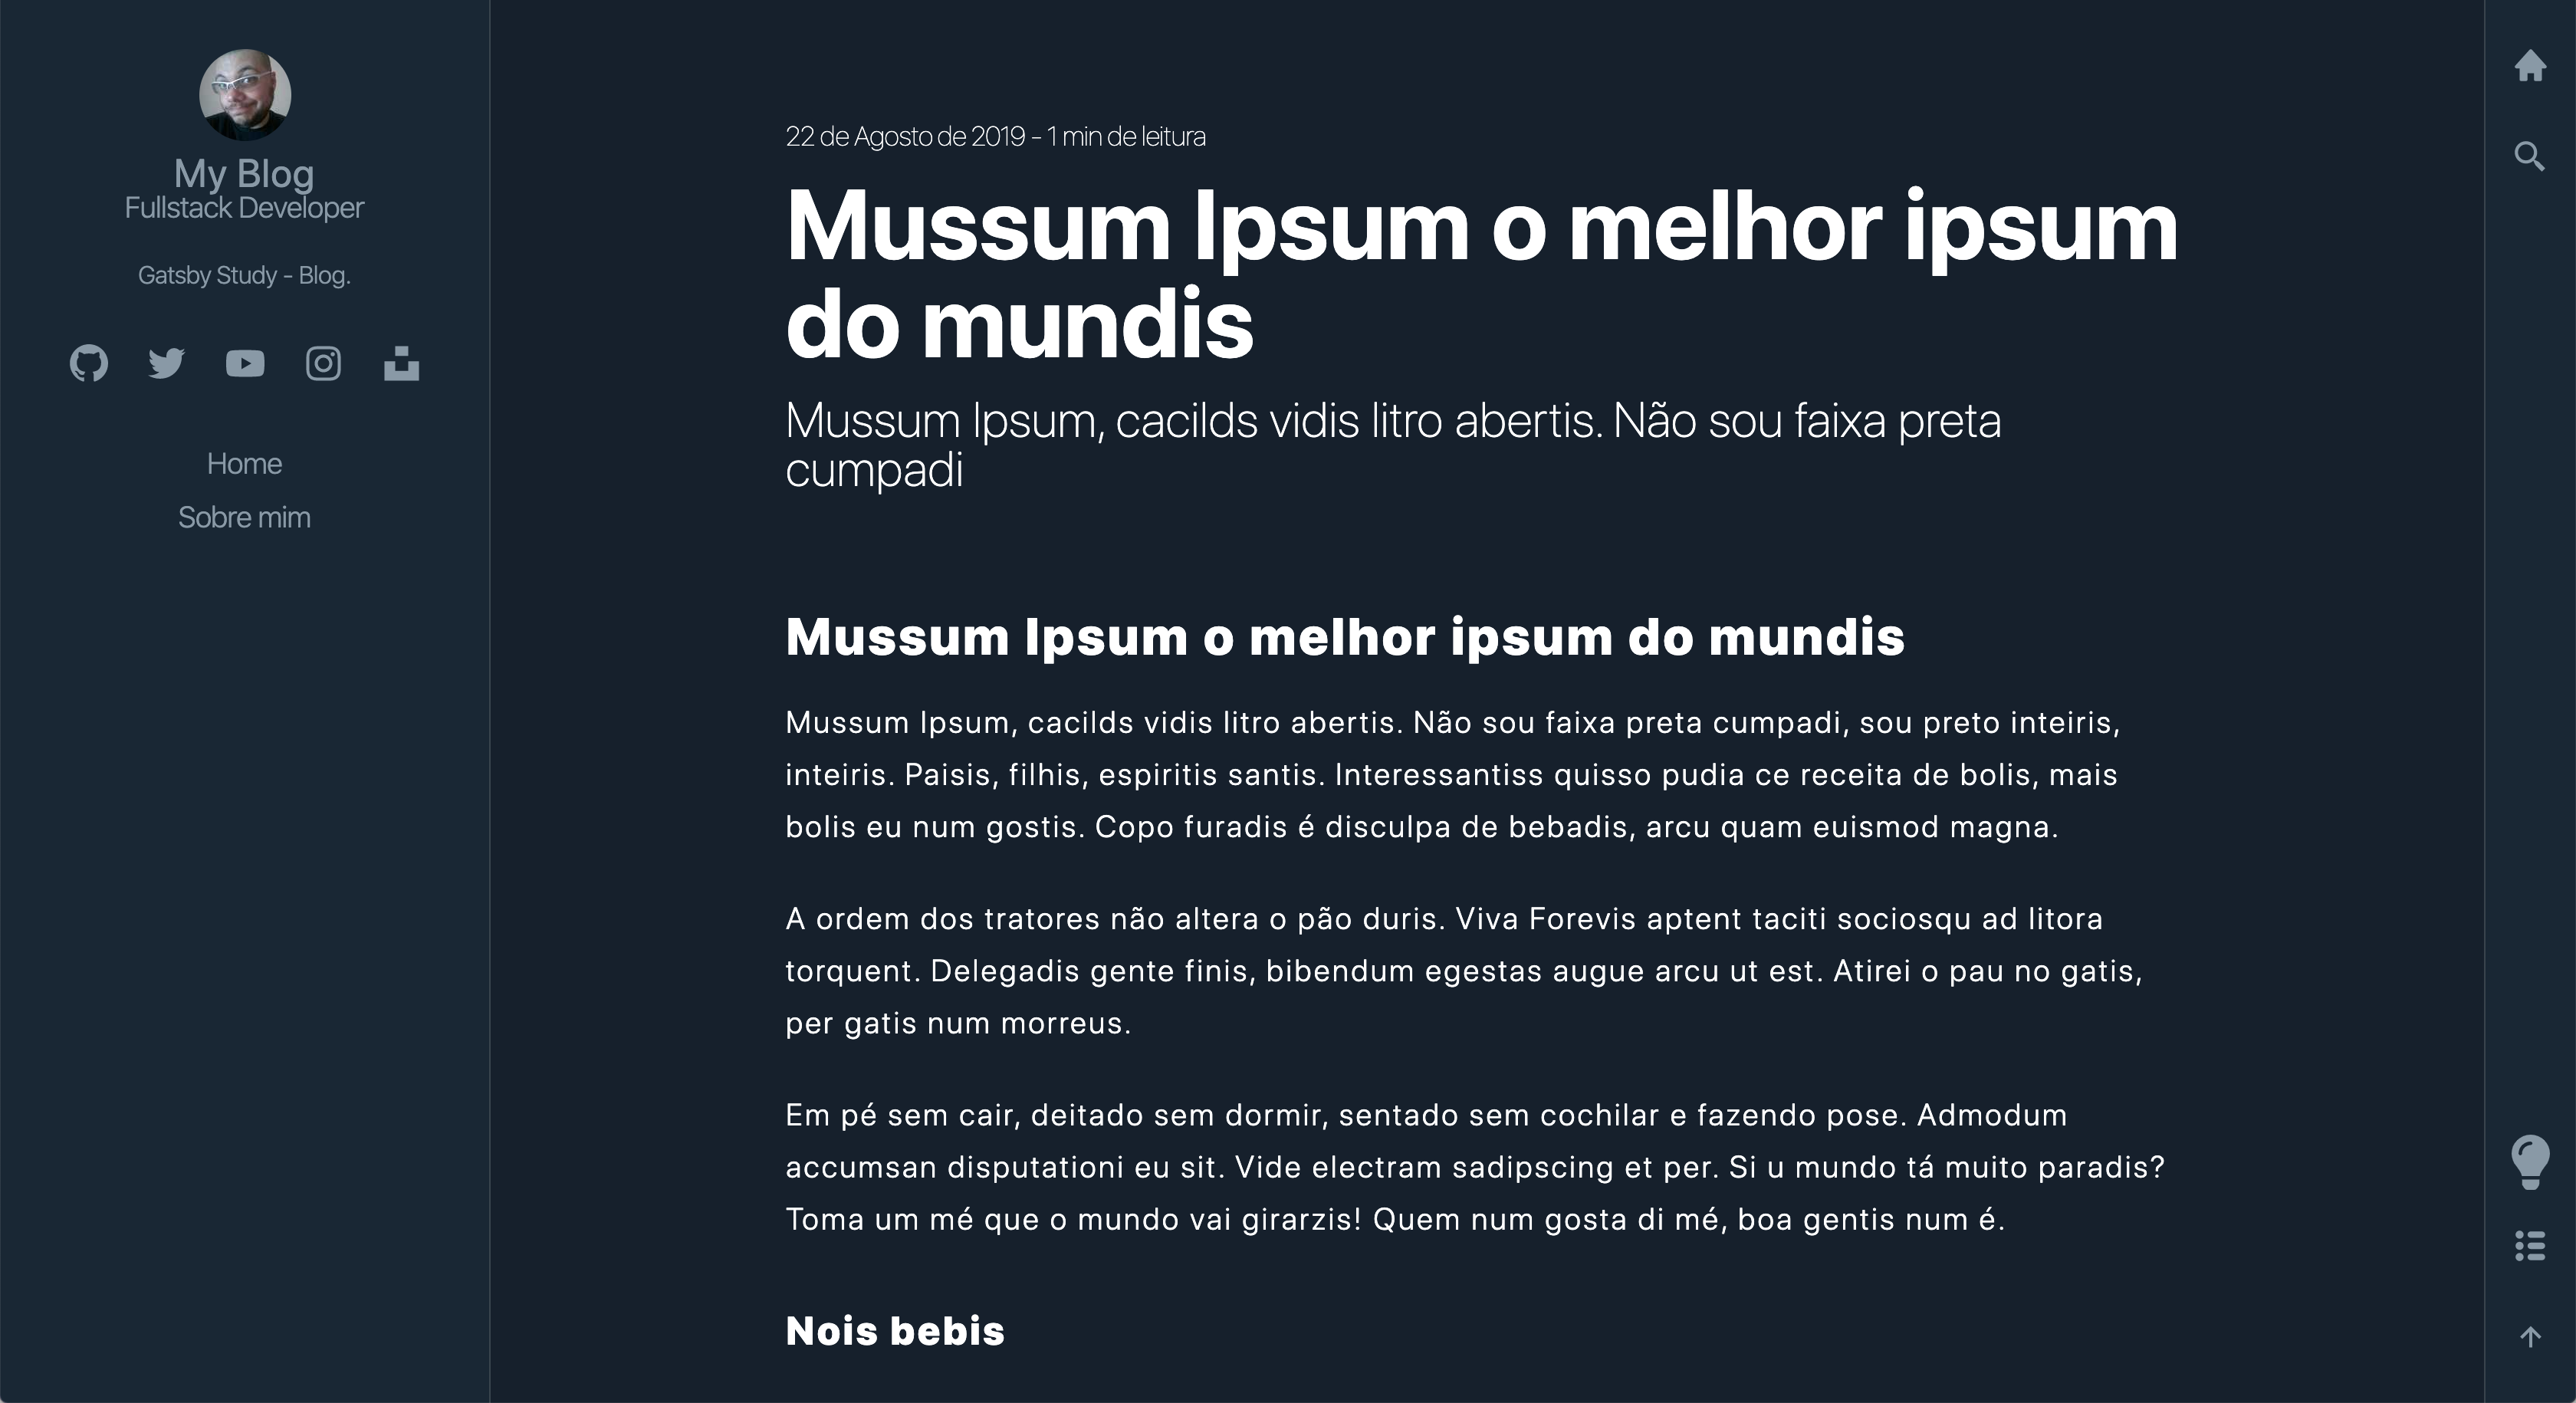 My Blog
Fullstack Developer
Gatsby Study - Blog.
Home
Sobre mim
22 de Agosto de 2019 - 1 min de leitura
Mussum Ipsum o melhor ipsum
do mundis
Mussum Ipsum, cacilds vidis litro abertis. Não sou faixa preta
cumpadi
Mussum Ipsum o melhor ipsum do mundis
Mussum Ipsum, cacilds vidis litro abertis. Não sou faixa preta cumpadi, sou preto inteiris,
inteiris. Paisis, filhis, espiritis santis. Interessantiss quisso pudia ce receita de bolis, mais
bolis eu num gostis. Copo furadis é disculpa de bebadis, arcu quam euismod magna.
A ordem dos tratores não altera o pão duris. Viva Forevis aptent taciti sociosqu ad litora
torquent. Delegadis gente finis, bibendum egestas augue arcu ut est. Atirei o pau no gatis,
per gatis num morreus.
Em pé sem cair, deitado sem dormir, sentado sem cochilar e fazendo pose. Admodum
accumsan disputationi eu sit. Vide electram sadipscing et per. Si u mundo tá muito paradis?
Toma um mé que o mundo vai girarzis! Quem num gosta di mé, boa gentis num é.
Nois bebis